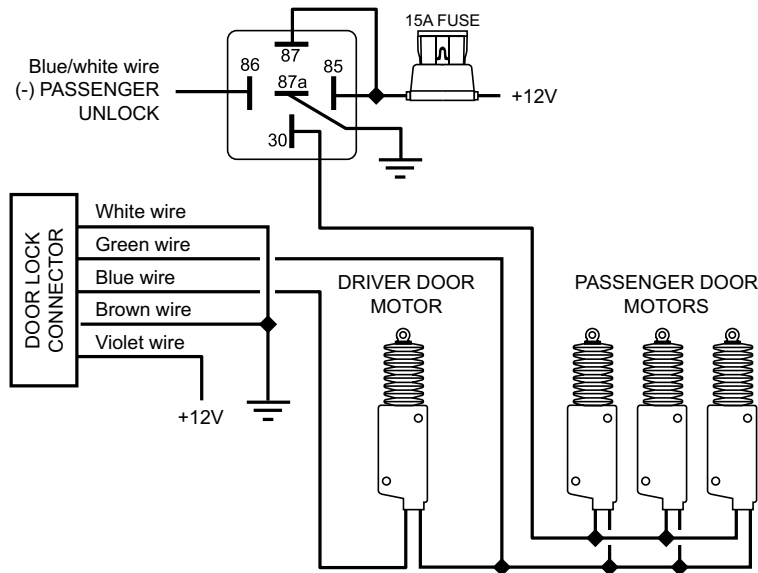 15A FUSE
87
86
85
87a
30
Blue/white wire
(-) PASSENGER
UNLOCK
+12V
DOOR LOCK
CONNECTOR
White wire
Green wire
Blue wire
Brown wire
Violet wire
+12V
DRIVER DOOR
MOTOR
PASSENGER DOOR
MOTORS